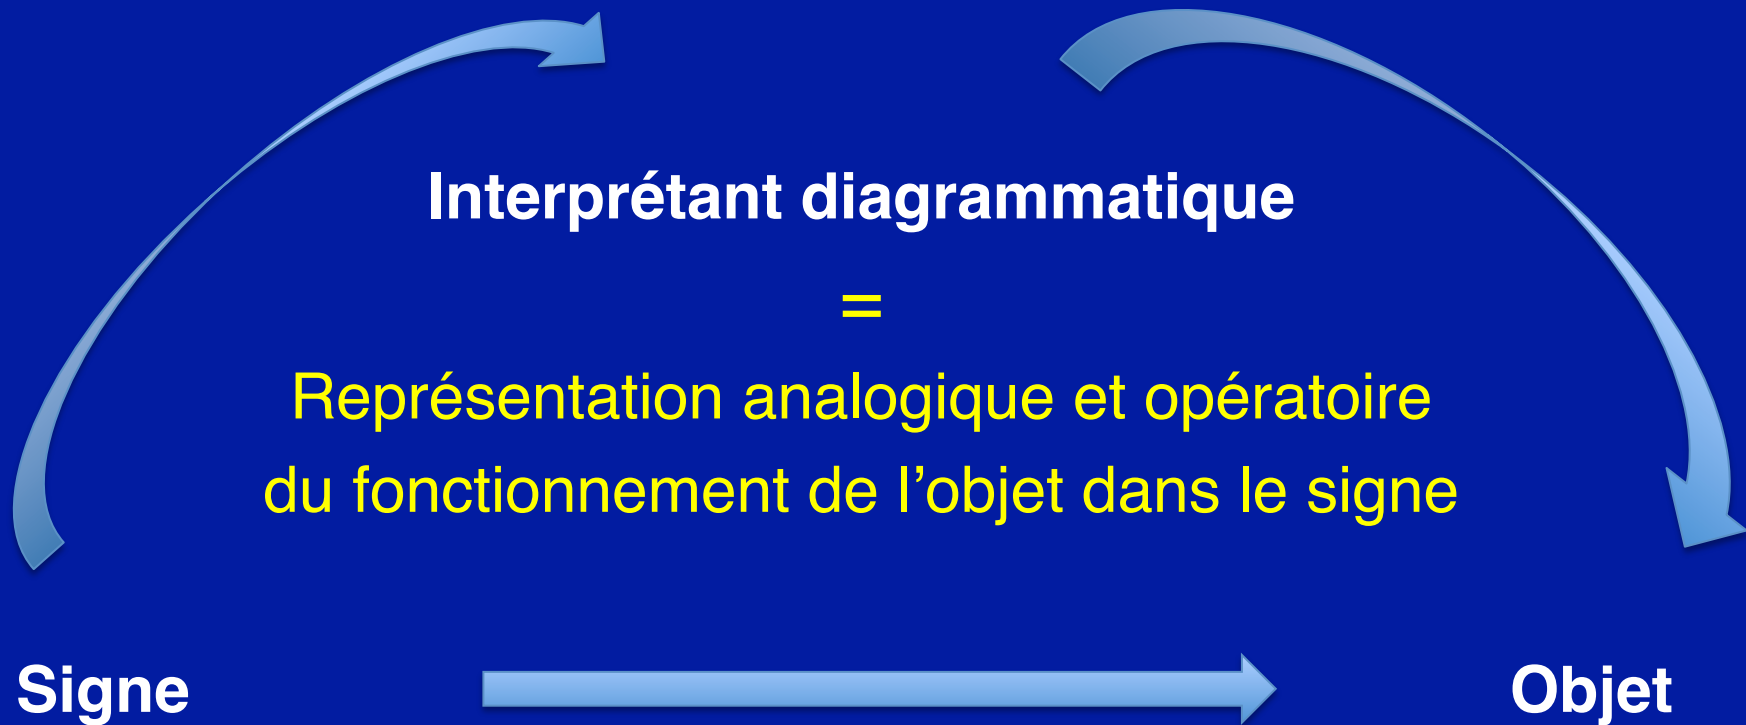 Interprétant diagrammatique
=
Représentation analogique et opératoire
du fonctionnement de l’objet dans le signe
Signe
Objet